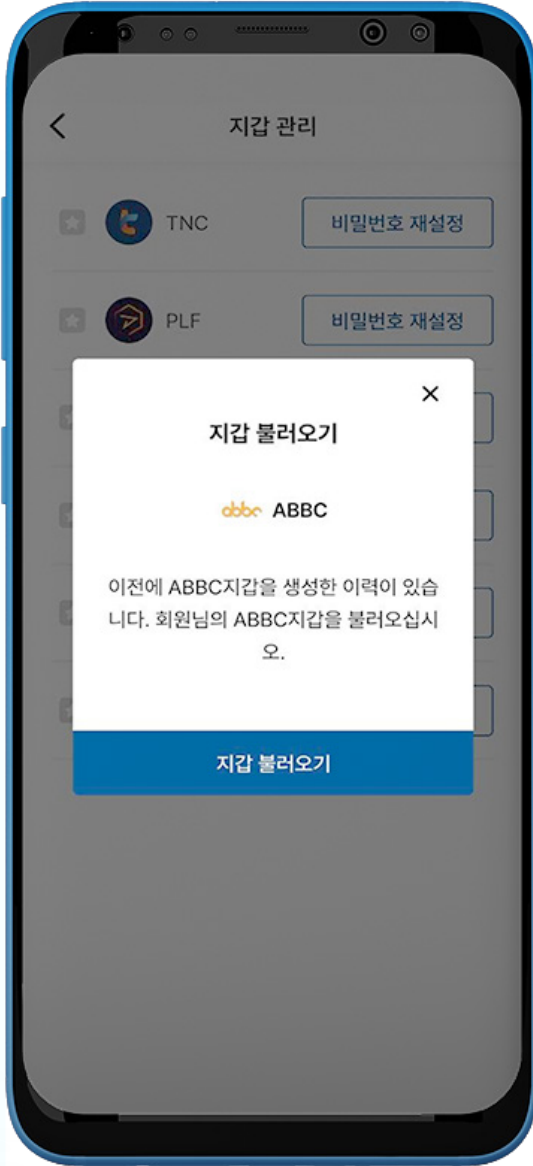 지갑 관리
TNC
비밀번호 재설정
PLF
비밀번호 재설정
지갑 불러오기
abbc ABBC
이전에 ABBC지갑을 생성한 이력이 있습
니다. 회원님의 ABBC지갑을 불러오십시
오.
지갑 불러오기